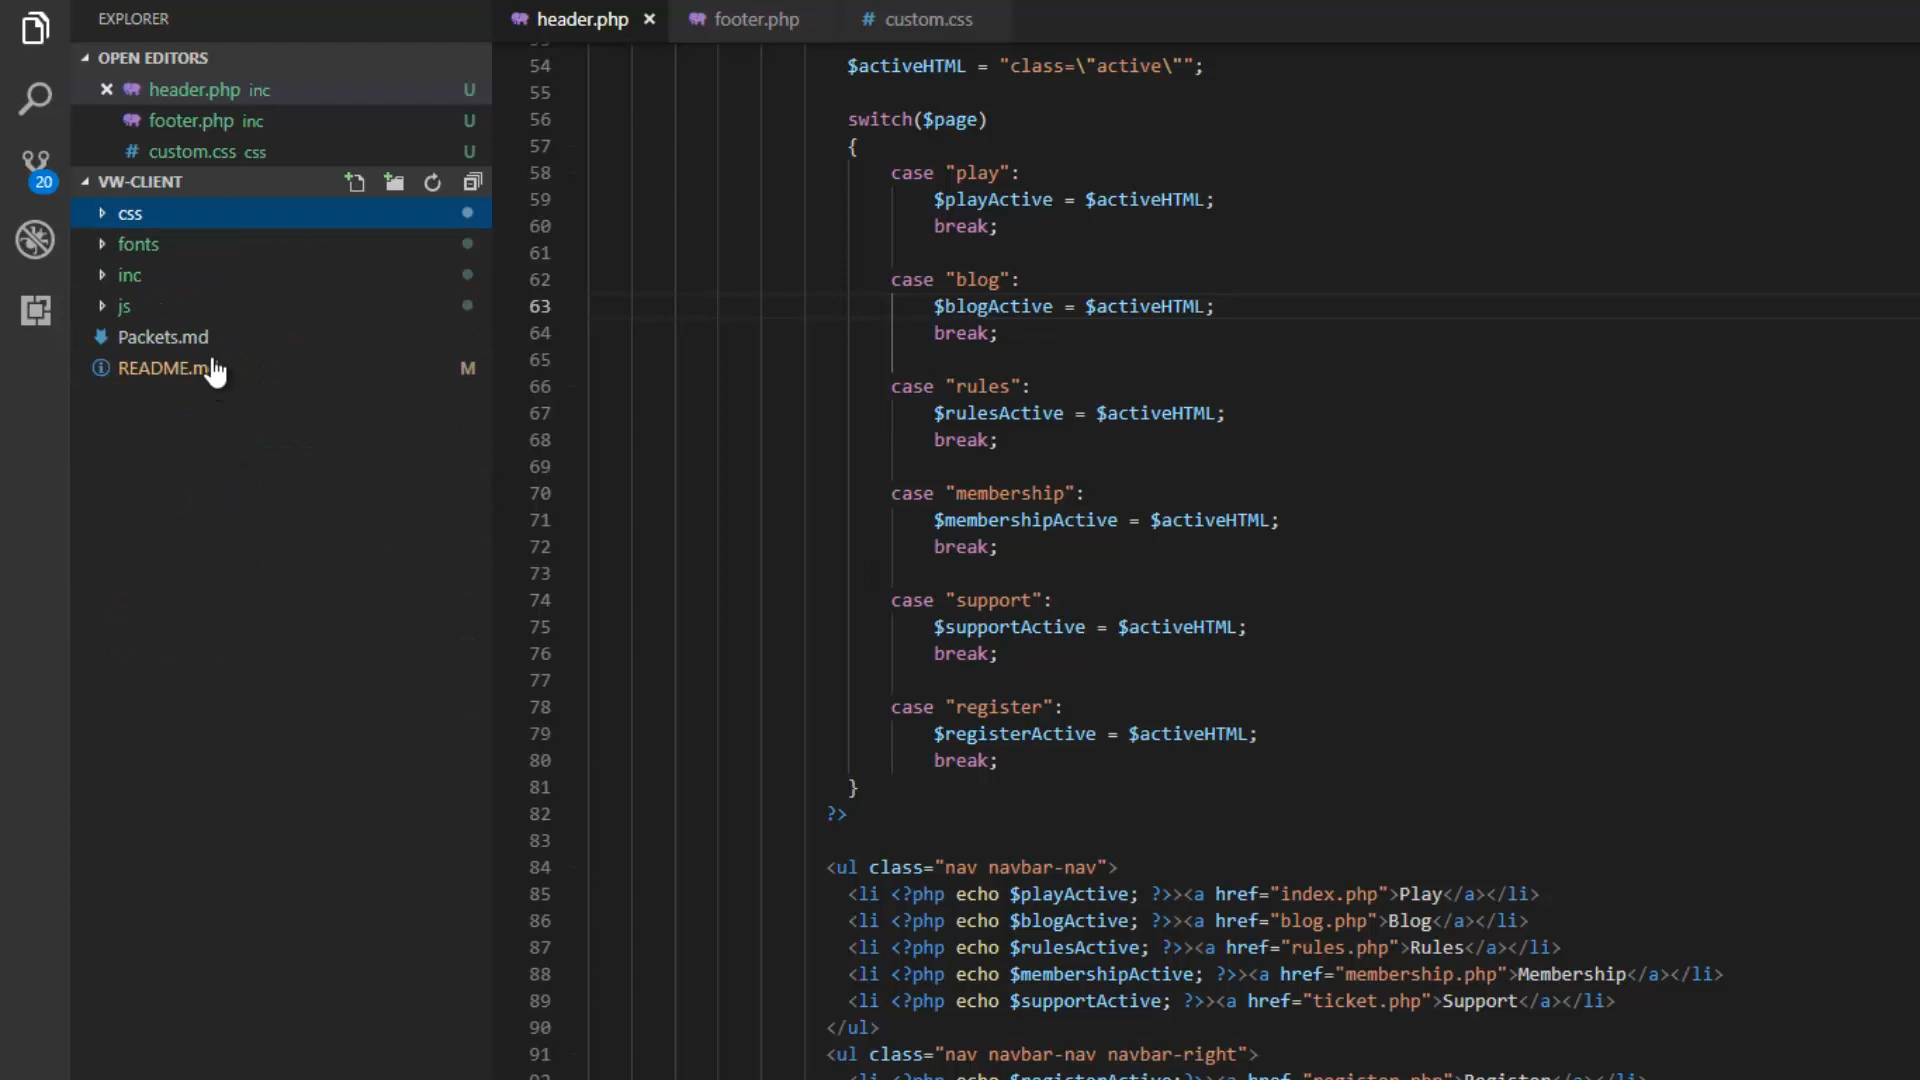 EXPLORER
OPEN EDITORS
header.php inc U
footer.php inc U
custom.css css U
20
VW-CLIENT
css
fonts
inc
js
Packets.md
README.m M
header.php
footer.php
# custom.css
54 $activeHTML = "class=\"active\"";
55
56 switch($page)
57 {
58 case "play":
59 $playActive = $activeHTML;
60 break;
61
62 case "blog":
63 $blogActive = $activeHTML;
64 break;
65
66 case "rules":
67 $rulesActive = $activeHTML;
68 break;
69
70 case "membership":
71 $membershipActive = $activeHTML;
72 break;
73
74 case "support":
75 $supportActive = $activeHTML;
76 break;
77
78 case "register":
79 $registerActive = $activeHTML;
80 break;
81 }
82 ?>
83
84 <ul class="nav navbar-nav">
85 <li <?php echo $playActive; ?>><a href="index.php">Play</a></li>
86 <li <?php echo $blogActive; ?>><a href="blog.php">Blog</a></li>
87 <li <?php echo $rulesActive; ?>><a href="rules.php">Rules</a></li>
88 <li <?php echo $membershipActive; ?>><a href="membership.php">Membership</a></li>
89 <li <?php echo $supportActive; ?>><a href="ticket.php">Support</a></li>
90 </ul>
91 <ul class="nav navbar-nav navbar-right">